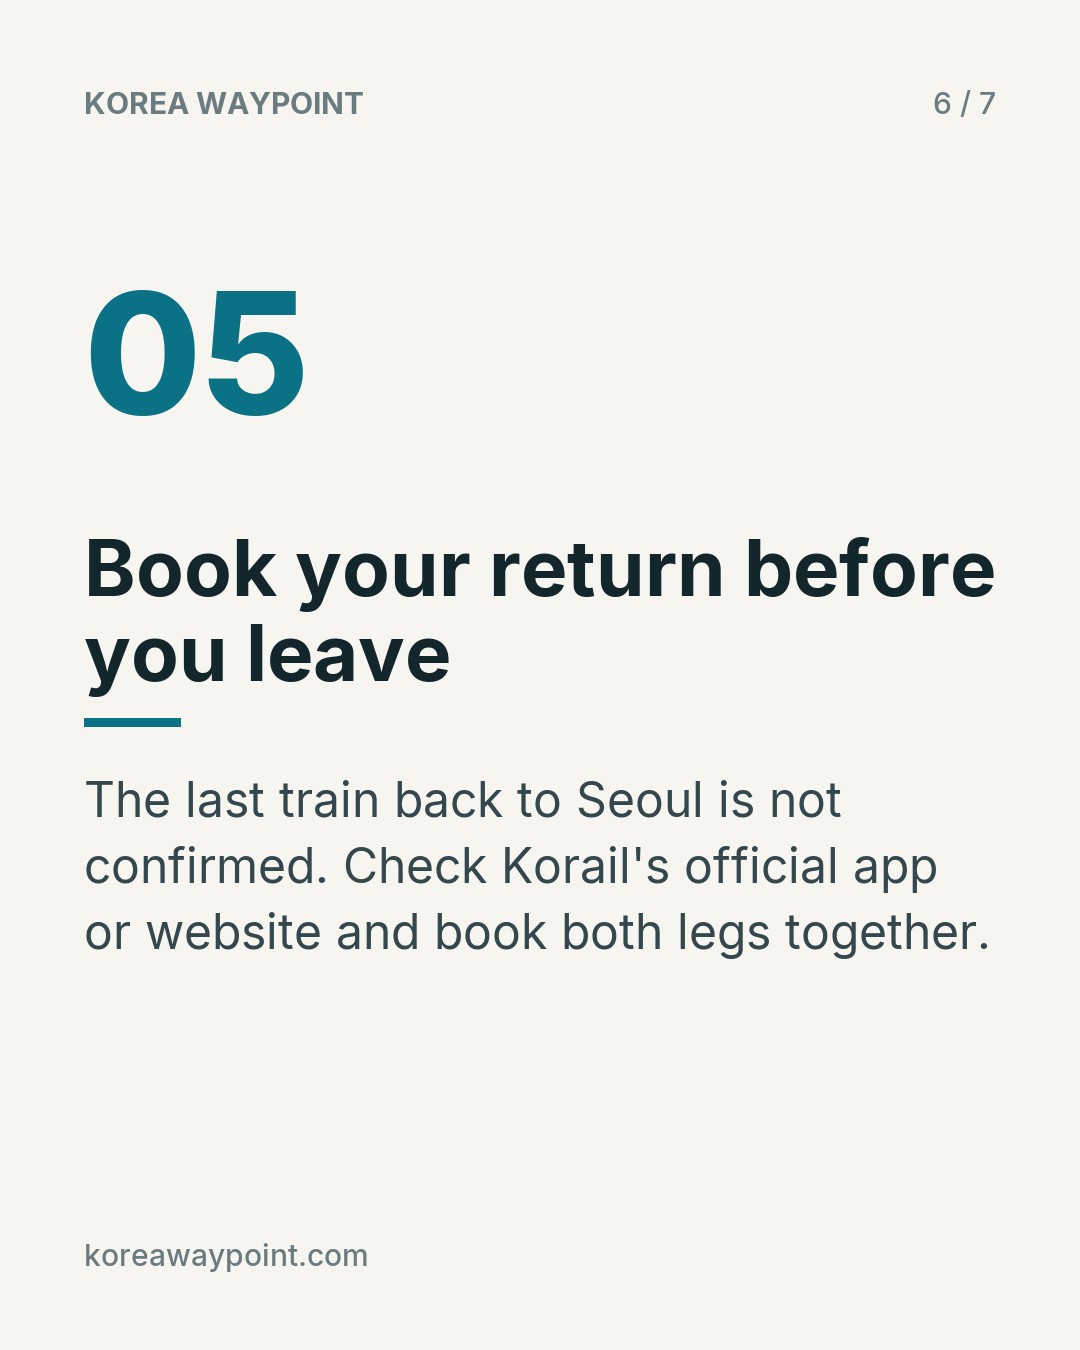 KOREA WAYPOINT
6 / 7
05
Book your return before
you leave
The last train back to Seoul is not
confirmed. Check Korail's official app
or website and book both legs together.
koreawaypoint.com